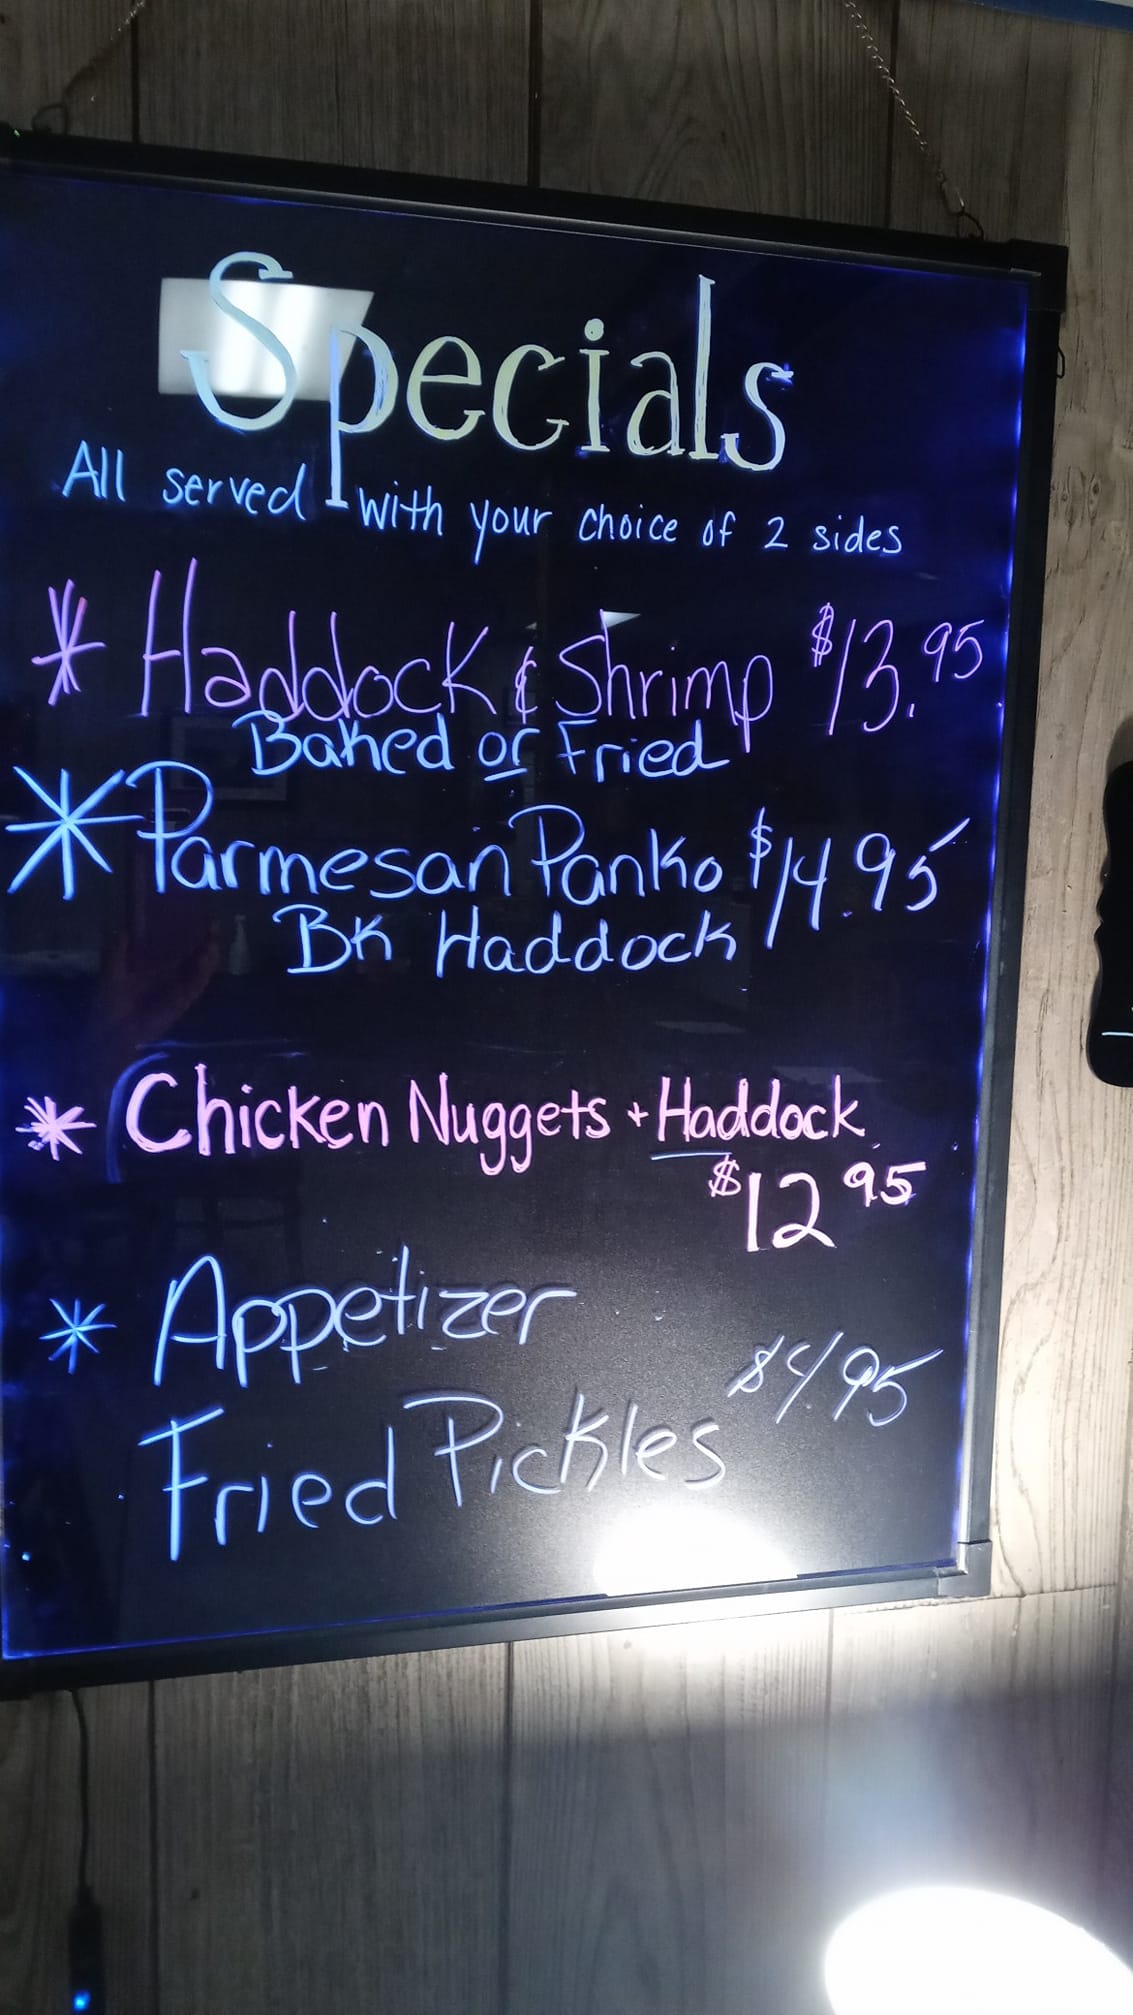 Specials
All served with your choice of 2 sides
* Haddock & Shrimp $13.95
Baked or Fried
* Parmesan Panko $14.95
BK Haddock
* Chicken Nuggets + Haddock
$12 95
* Appetizer
$4.95
Fried Pickles